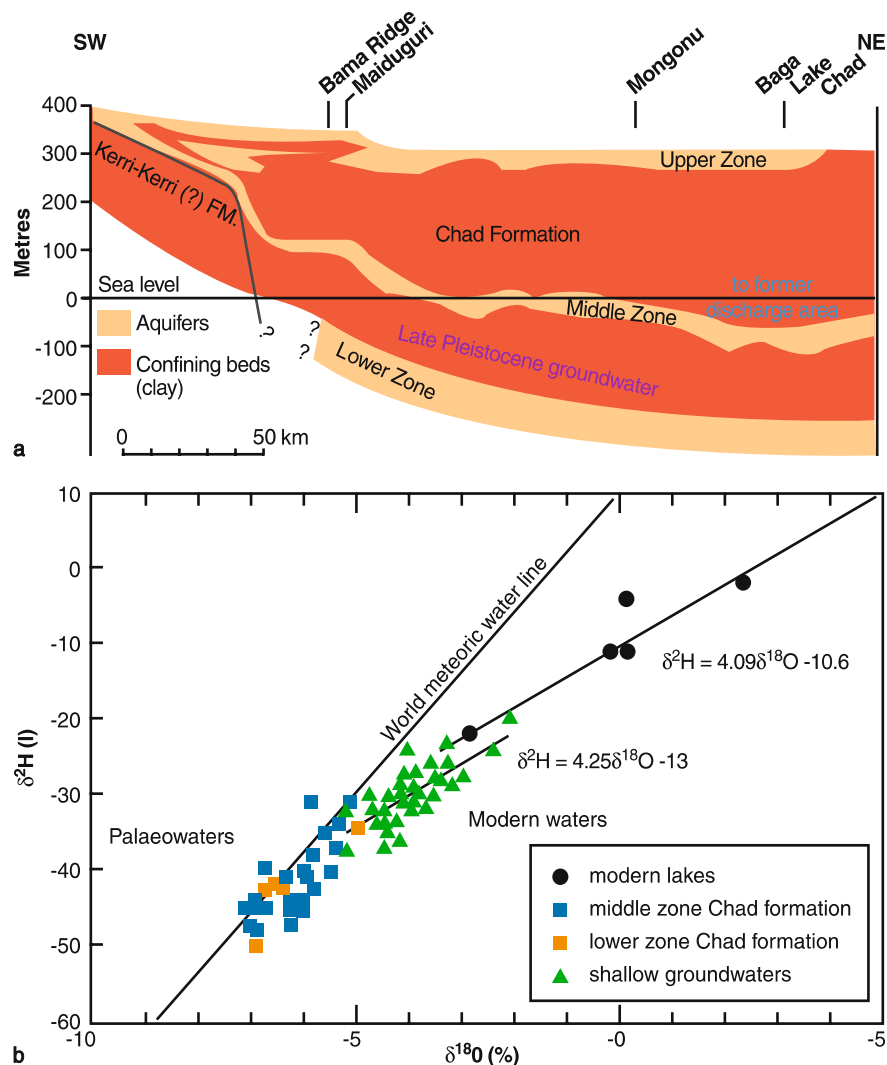 SW
NE
Bama Ridge
Maiduguri
Mongonu
Baga
Lake
Chad
400
300
200
100
0
-100
-200
Metres
Kerri-Kerri (?) FM.
Upper Zone
Chad Formation
Sea level
to former
discharge area
Middle Zone
Aquifers
?
?
?
Late Pleistocene groundwater
Lower Zone
Confining beds
(clay)
0
50 km
a
10
0
-10
-20
-30
-40
-50
-60
δ²H (l)
World meteoric water line
δ²H = 4.09δ¹⁸O -10.6
δ²H = 4.25δ¹⁸O -13
Palaeowaters
Modern waters
modern lakes
middle zone Chad formation
lower zone Chad formation
shallow groundwaters
-10
-5
-0
-5
δ¹⁸0 (%)
b